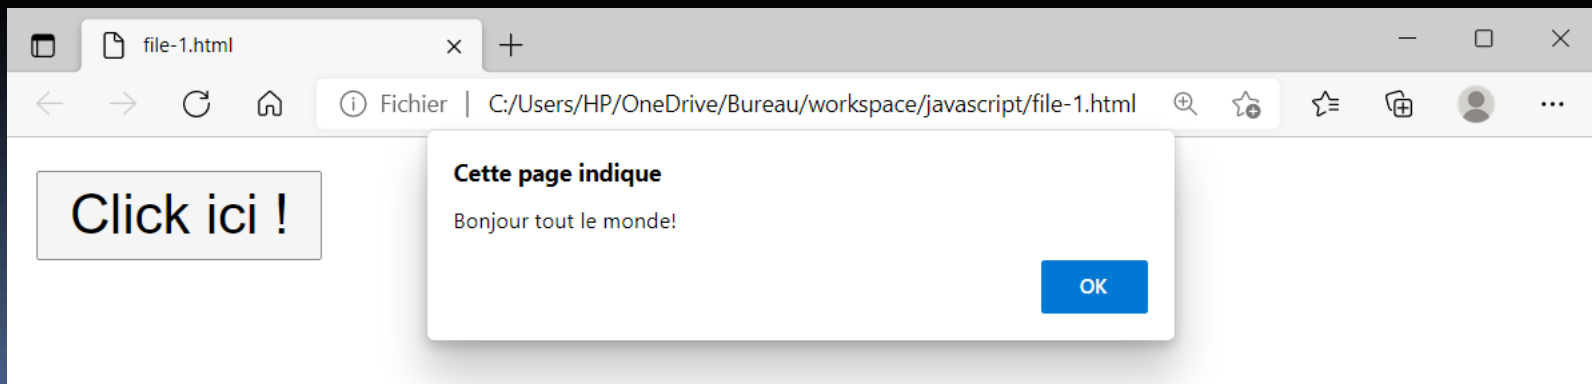 file-1.html
Fichier | C:/Users/HP/OneDrive/Bureau/workspace/javascript/file-1.html
Click ici !
Cette page indique
Bonjour tout le monde!
OK